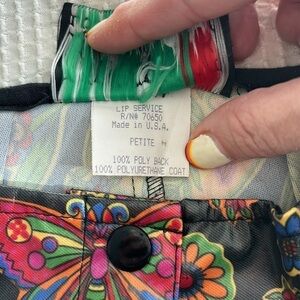 LIP SERVICE
R/N# 70650
Made in U.S.A.
PETITE
100% POLY BACK
100% POLYURETHANE COAT